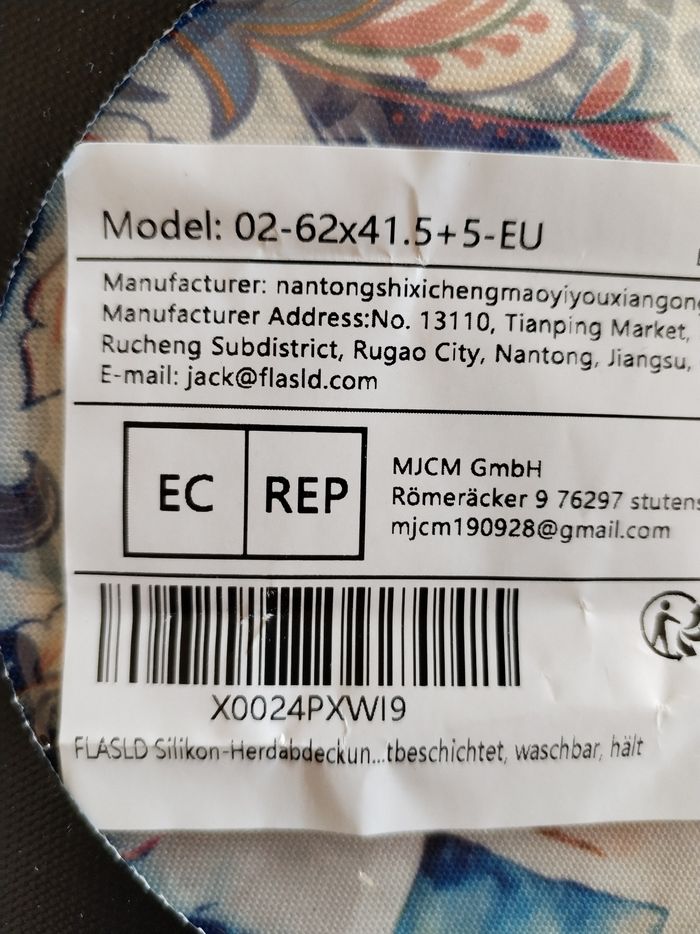 Model: 02-62x41.5+5-EU
Manufacturer: nantongshixichengmaoyiyouxiangong
Manufacturer Address:No. 13110, Tianping Market,
Rucheng Subdistrict, Rugao City, Nantong, Jiangsu,
E-mail: jack@flasld.com
EC REP
MJCM GmbH
Römeräcker 9 76297 stutens
mjcm190928@gmail.com
X0024PXWI9
FLASLD Silikon-Herdabdeckun...tbeschichtet, waschbar, hält